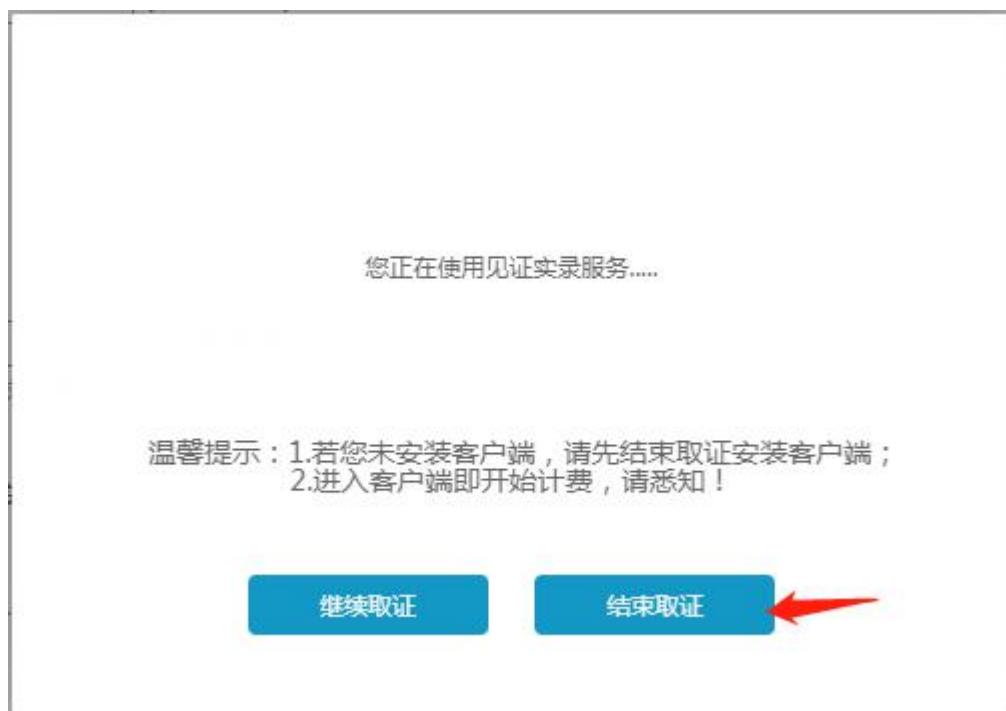 您正在使用见证实录服务.....
温馨提示：1.若您未安装客户端，请先结束取证安装客户端；
2.进入客户端即开始计费，请悉知！
继续取证
结束取证